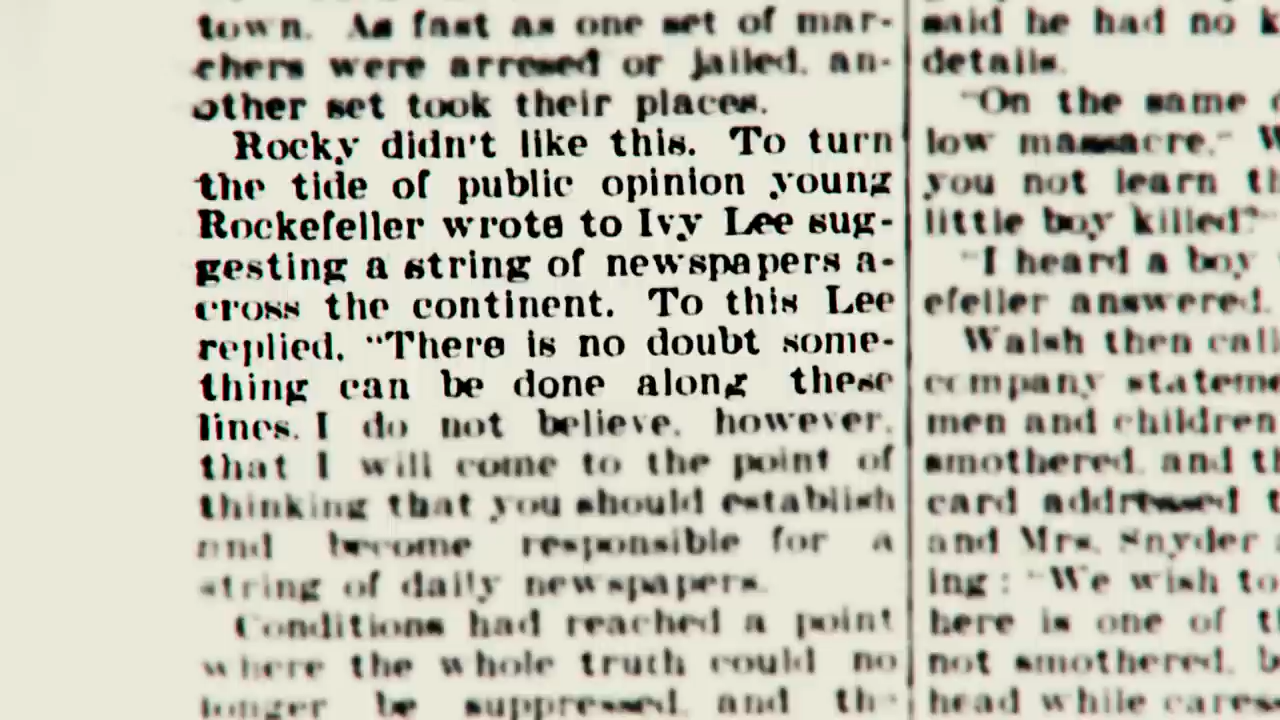 town. As fast as one set of mar-
chers were arresed or jailed, an-
other set took their places.
Rocky didn't like this. To turn
the tide of public opinion young
Rockefeller wrote to Ivy Lee sug-
gesting a string of newspapers a-
cross the continent. To this Lee
replied, "There is no doubt some-
thing can be done along these
lines. I do not believe, however,
that I will come to the point of
thinking that you should establish
and become responsible for a
string of daily newspapers.
Conditions had reached a point
where the whole truth could no
longer be suppressed, and the
said he had no
details.
"On the same
low massacre," W
you not learn th
little boy killed?"
"I heard a boy
efeller answered.
Walsh then call
company stateme
men and children
smothered, and th
card addressed t
and Mrs. Snyder
ing: "We wish to
here is one of th
not smothered, b
head while cares